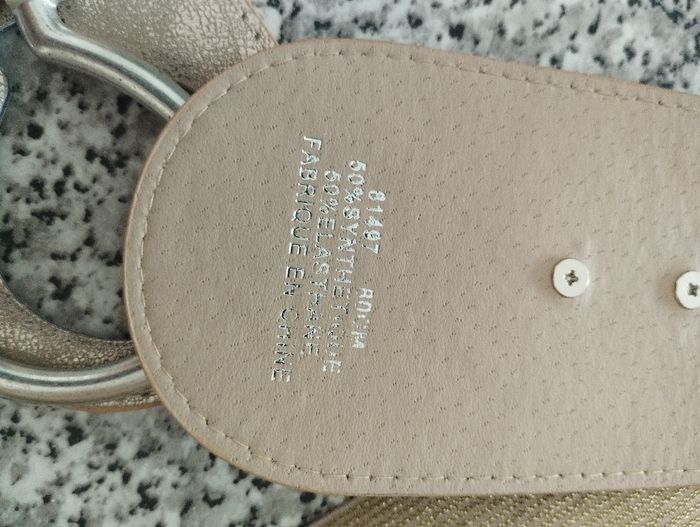 81497
50%SYNTHETIQUE
50%ELASTHANE
FABRIQUE EN CHINE